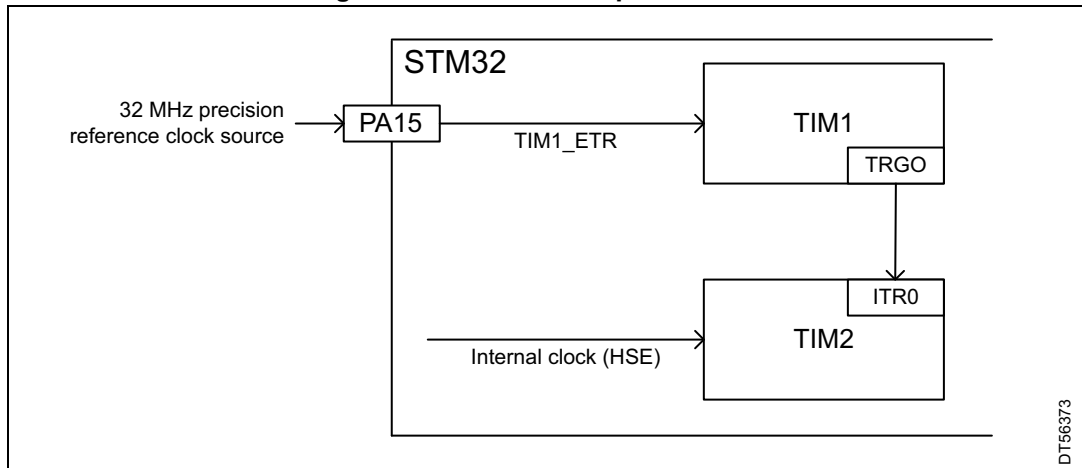 STM32
32 MHz precision
reference clock source
PA15
TIM1_ETR
TIM1
TRGO
ITR0
TIM2
Internal clock (HSE)
DT56373